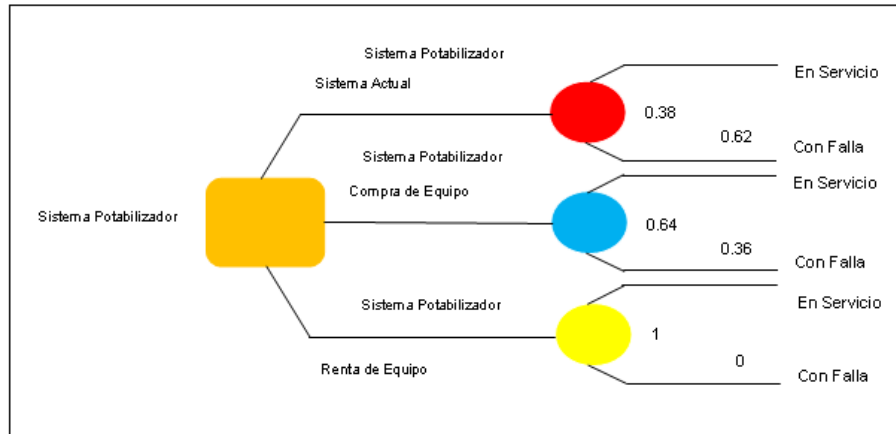 Sistema Potabilizador
En Servicio
Sistema Actual
0.38
0.62
Con Falla
Sistema Potabilizador
En Servicio
Compra de Equipo
Sistema Potabilizador
0.64
0.36
Con Falla
Sistema Potabilizador
En Servicio
1
0
Renta de Equipo
Con Falla